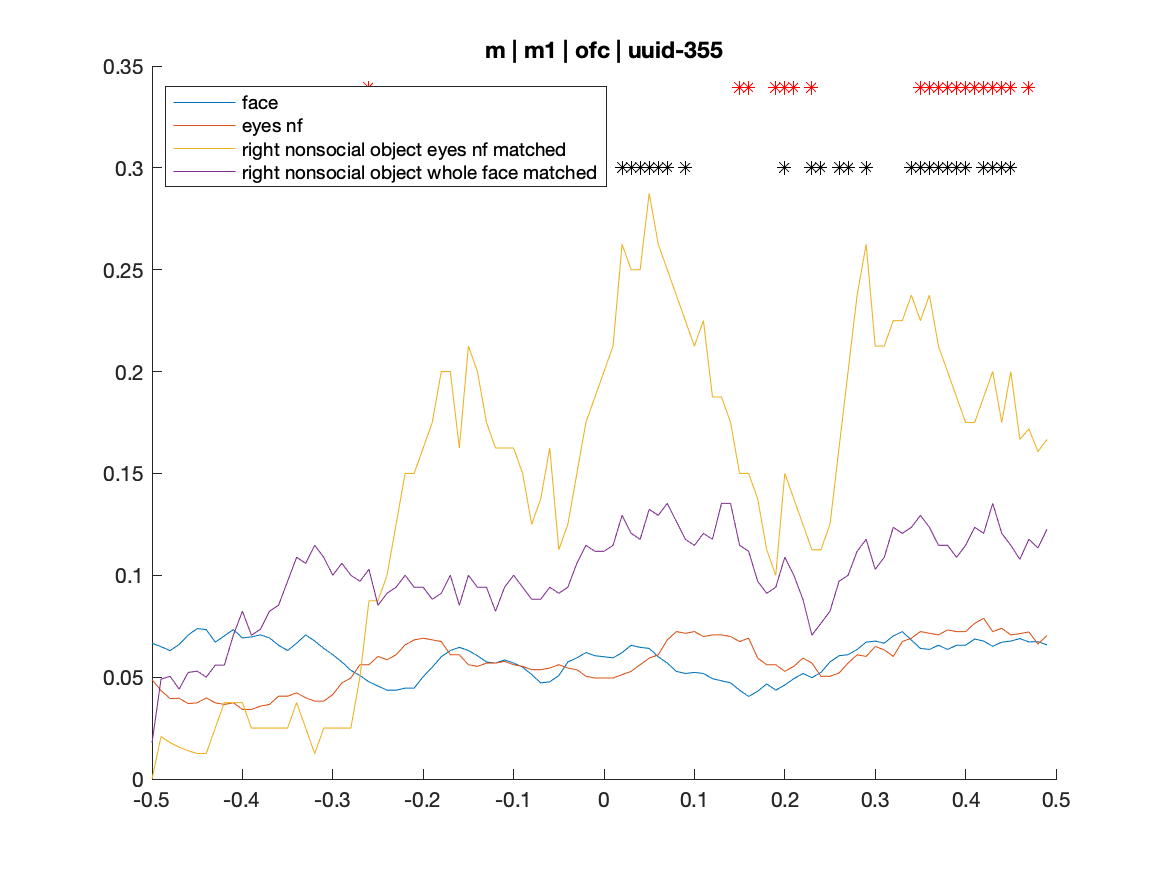 m | m1 | ofc | uuid-355
0.35
face
eyes nf
right nonsocial object eyes nf matched
right nonsocial object whole face matched
0.3
0.25
0.2
0.15
0.1
0.05
0
-0.5 -0.4 -0.3 -0.2 -0.1 0 0.1 0.2 0.3 0.4 0.5